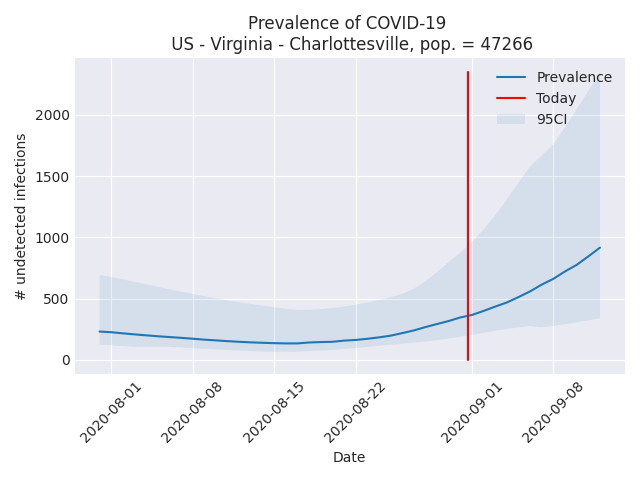 Prevalence of COVID-19
US - Virginia - Charlottesville, pop. = 47266
Prevalence
Today
95CI
# undetected infections
2000
1500
1000
500
0
2020-08-01
2020-08-08
2020-08-15
2020-08-22
2020-09-01
2020-09-08
Date